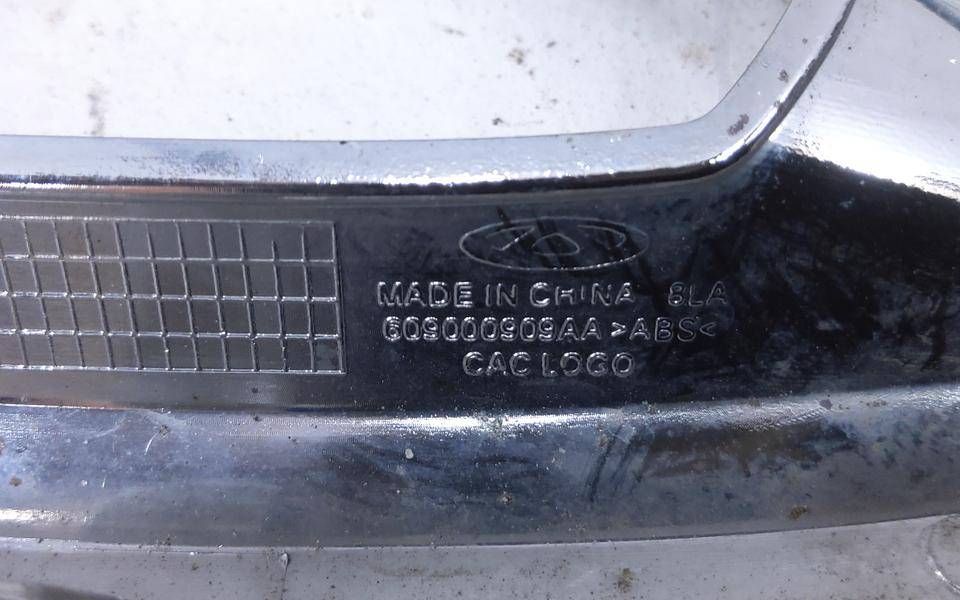 MADE IN CHINA 8LA
609000909AA >ABS<
CAC LOGO